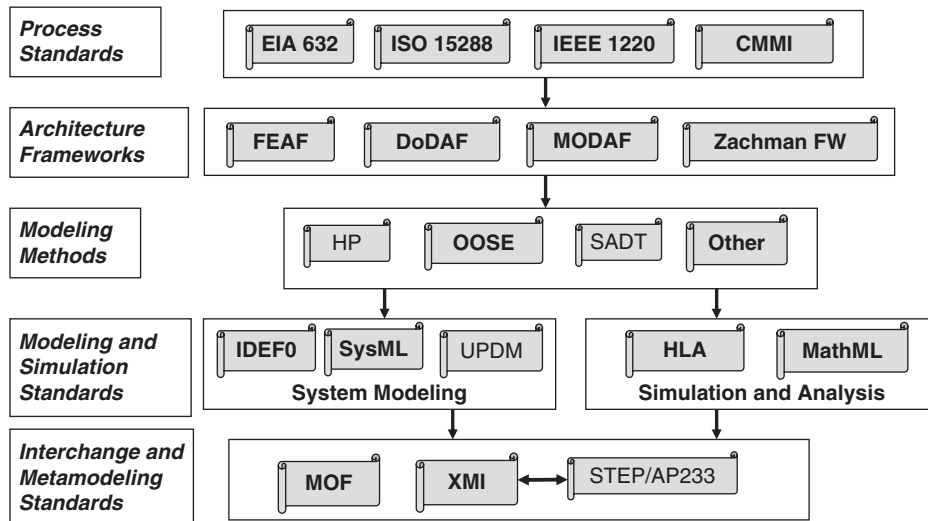 Process
Standards
EIA 632
ISO 15288
IEEE 1220
CMMI
Architecture
Frameworks
FEAF
DoDAF
MODAF
Zachman FW
Modeling
Methods
HP
OOSE
SADT
Other
Modeling and
Simulation
Standards
IDEF0
SysML
UPDM
System Modeling
HLA
MathML
Simulation and Analysis
Interchange and
Metamodeling
Standards
MOF
XMI
STEP/AP233